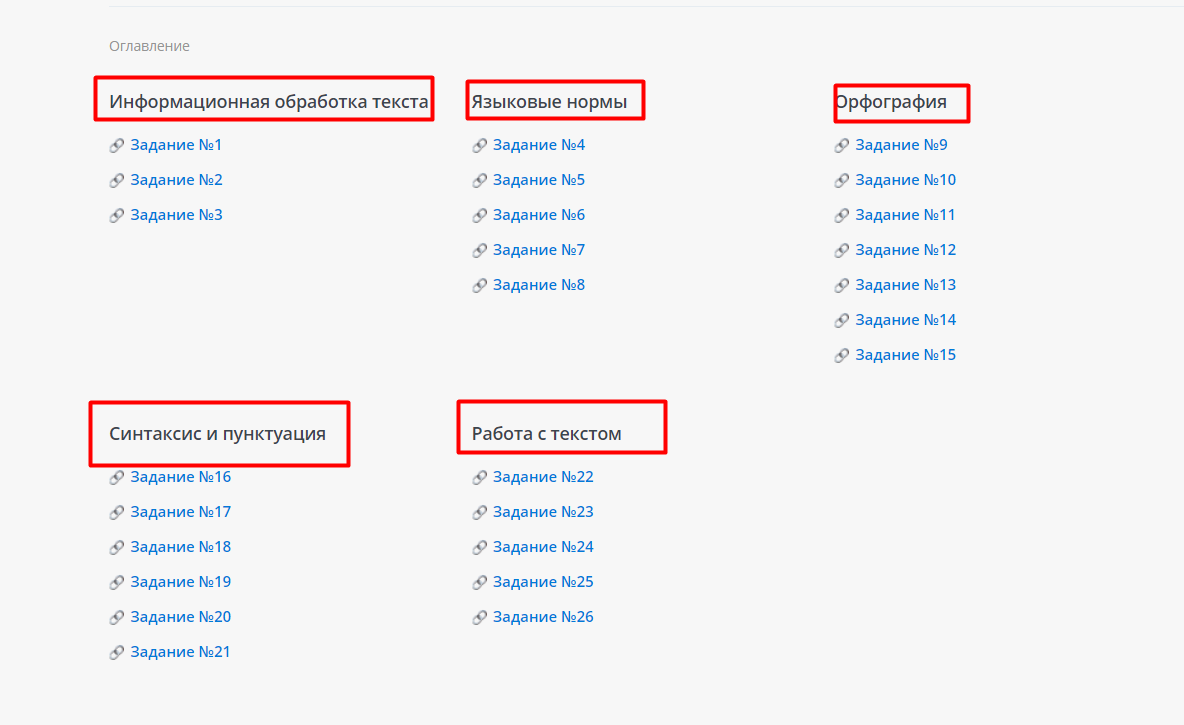 Оглавление
Информационная обработка текста
Задание №1
Задание №2
Задание №3
Языковые нормы
Задание №4
Задание №5
Задание №6
Задание №7
Задание №8
Орфография
Задание №9
Задание №10
Задание №11
Задание №12
Задание №13
Задание №14
Задание №15
Синтаксис и пунктуация
Задание №16
Задание №17
Задание №18
Задание №19
Задание №20
Задание №21
Работа с текстом
Задание №22
Задание №23
Задание №24
Задание №25
Задание №26